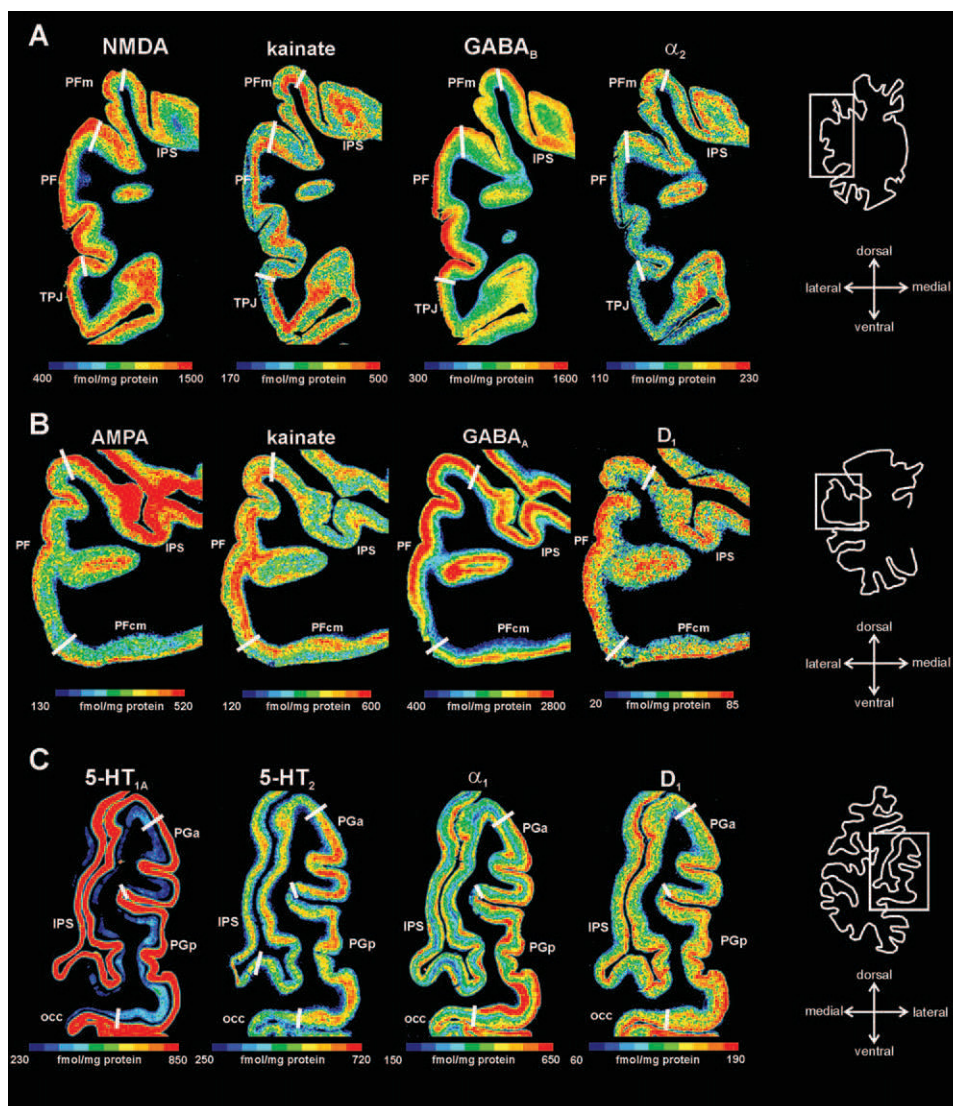 A
NMDA kainate GABAB α2
PFm PFm PFm PFm
IPS IPS IPS IPS
PF PF PF PF
TPJ TPJ TPJ TPJ
dorsal
lateral medial
ventral
400 fmol/mg protein 1500 170 fmol/mg protein 500 300 fmol/mg protein 1600 110 fmol/mg protein 230
B
AMPA kainate GABAA D1
PF PF PF PF
IPS IPS IPS IPS
PFcm PFcm PFcm PFcm
dorsal
lateral medial
ventral
130 fmol/mg protein 520 120 fmol/mg protein 600 400 fmol/mg protein 2800 20 fmol/mg protein 85
C
5-HT1A 5-HT2 α1 D1
PGa PGa PGa PGa
IPS IPS IPS IPS
PGp PGp PGp PGp
occ occ occ occ
dorsal
medial lateral
ventral
230 fmol/mg protein 850 250 fmol/mg protein 720 150 fmol/mg protein 650 60 fmol/mg protein 190